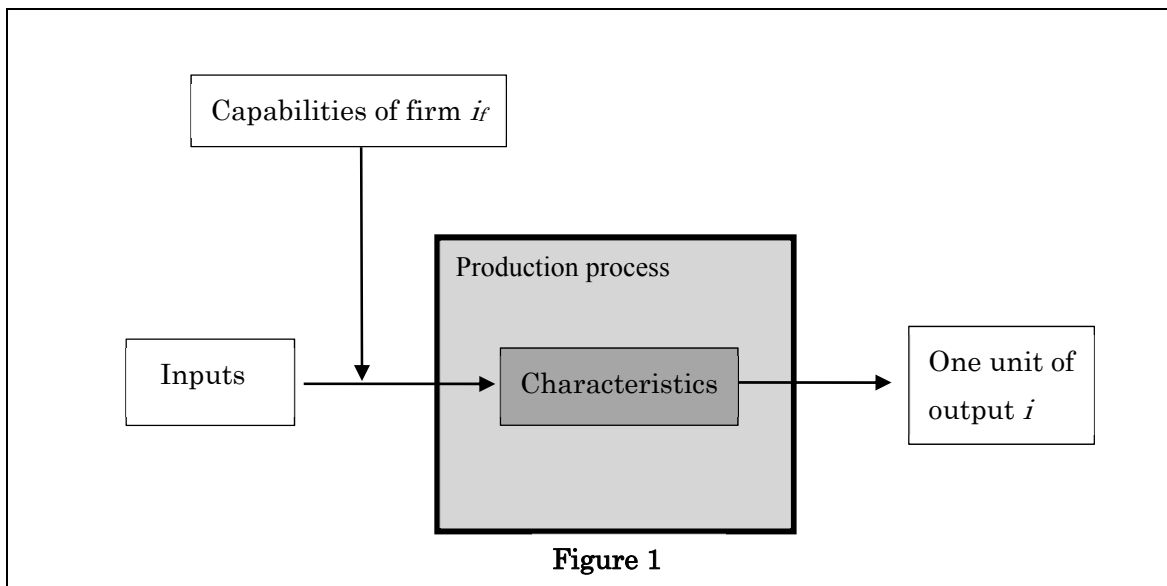 Capabilities of firm if
Production process
Inputs
Characteristics
One unit of
output i
Figure 1